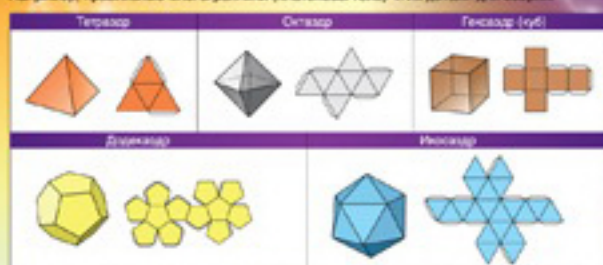 Тетраэдр
Октаэдр
Гексаэдр (куб)
Додекаэдр
Икосаэдр